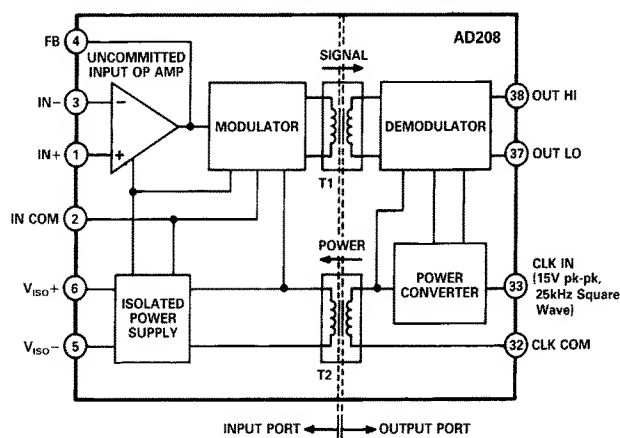 FB
4
UNCOMMITTED
INPUT OP AMP
SIGNAL
AD208
IN–
3
–
IN+
1
+
MODULATOR
DEMODULATOR
38
OUT HI
37
OUT LO
T1
IN COM
2
POWER
VISO+
6
ISOLATED
POWER
SUPPLY
POWER
CONVERTER
33
CLK IN
(15V pk-pk,
25kHz Square
Wave)
VISO–
5
32
CLK COM
T2
INPUT PORT
OUTPUT PORT